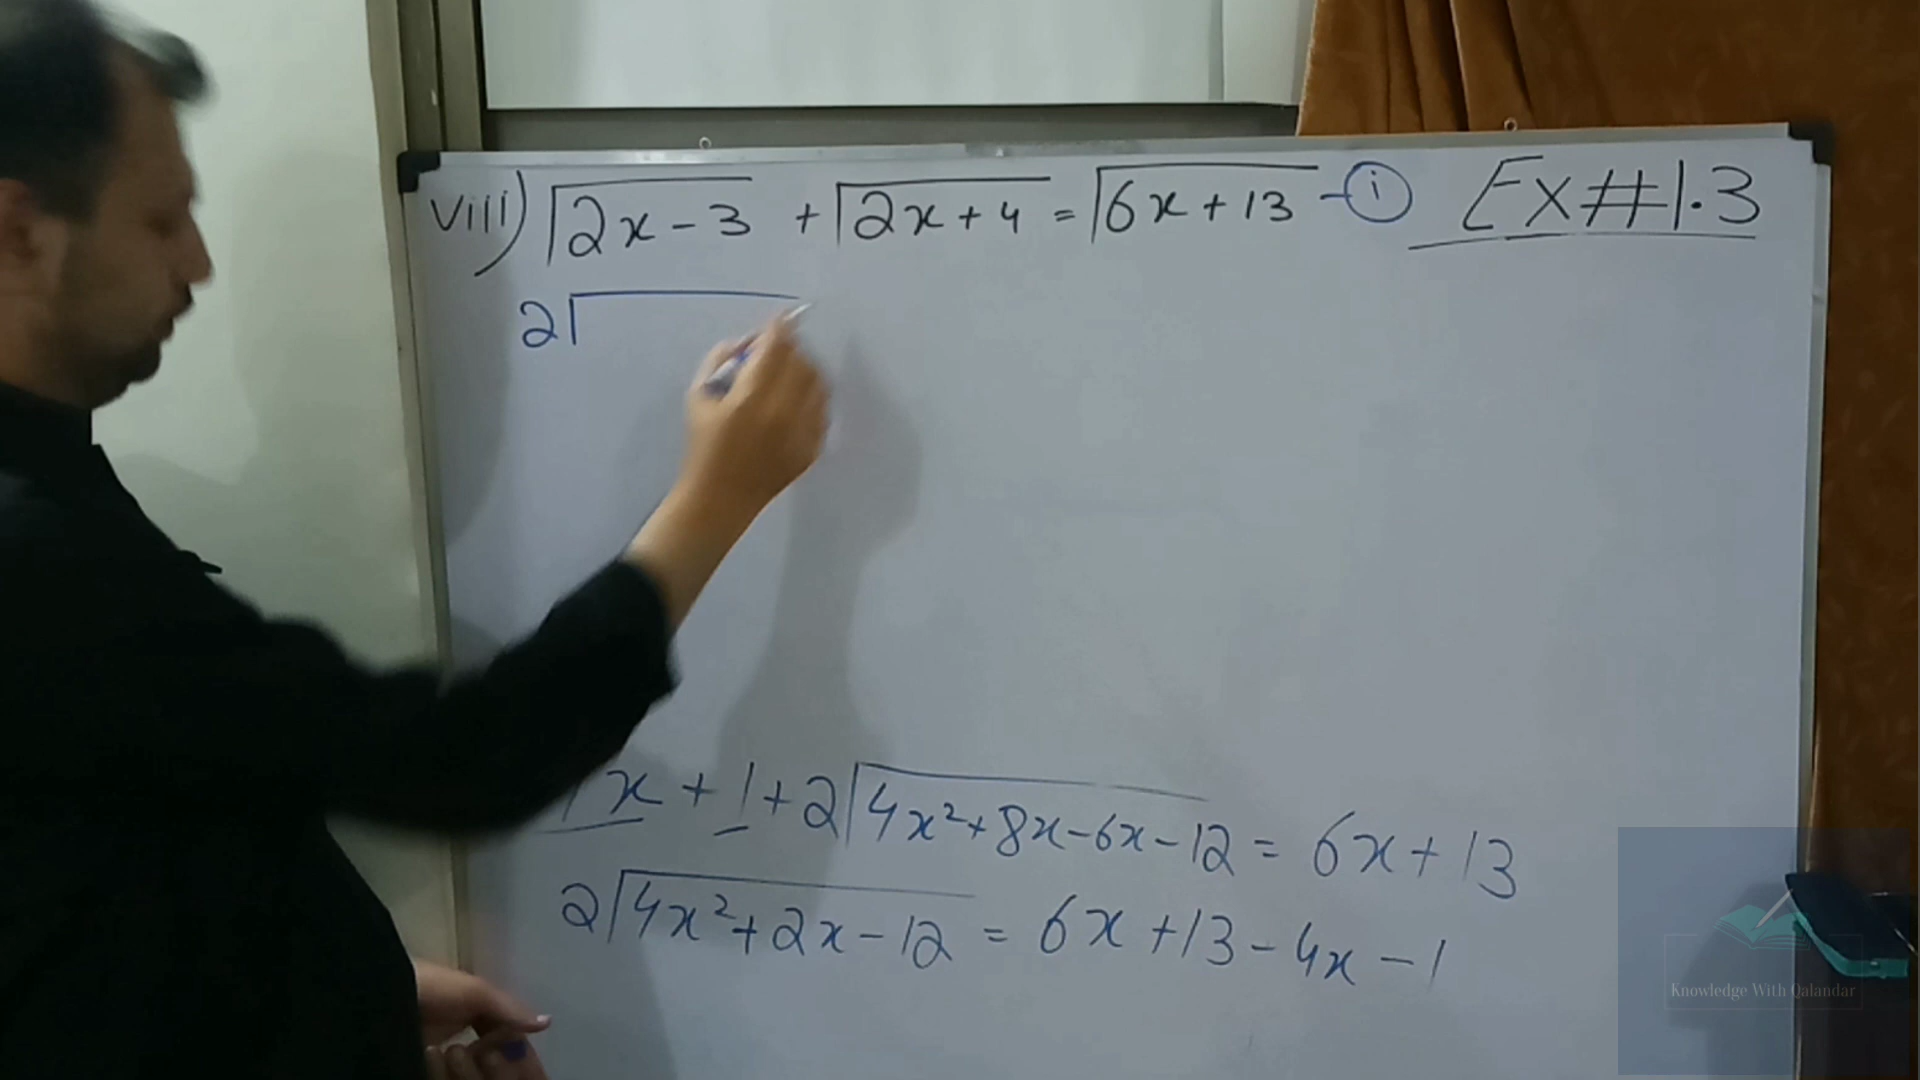 viii) √2x-3 + √2x+4 = √6x+13 -(i) Ex#1.3
2√
4x + 1 + 2√4x²+8x-6x-12 = 6x+13
2√4x²+2x-12 = 6x+13-4x-1
Knowledge With Qalandar